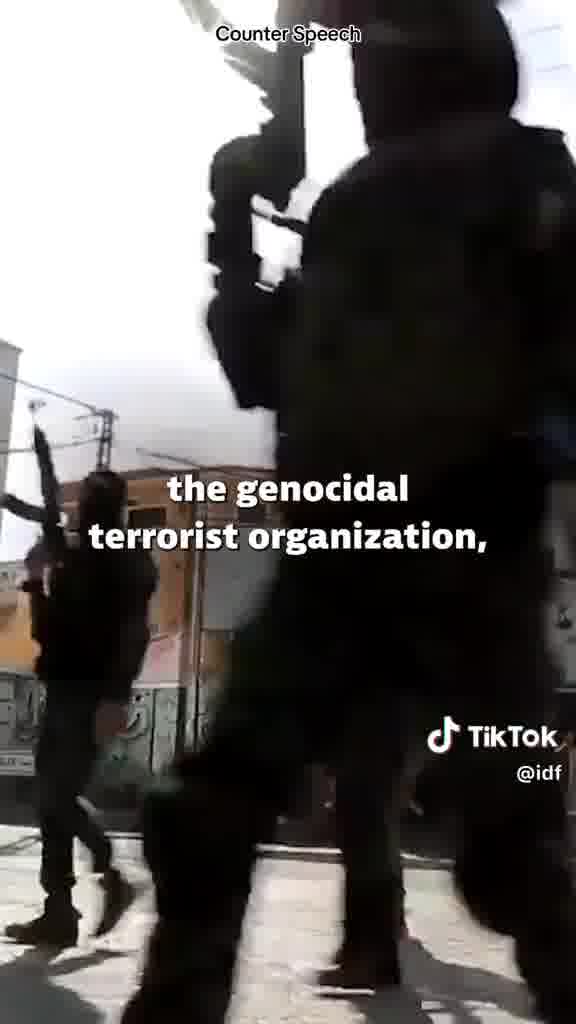 Counter Speech
the genocidal
terrorist organization,
TikTok
@idf